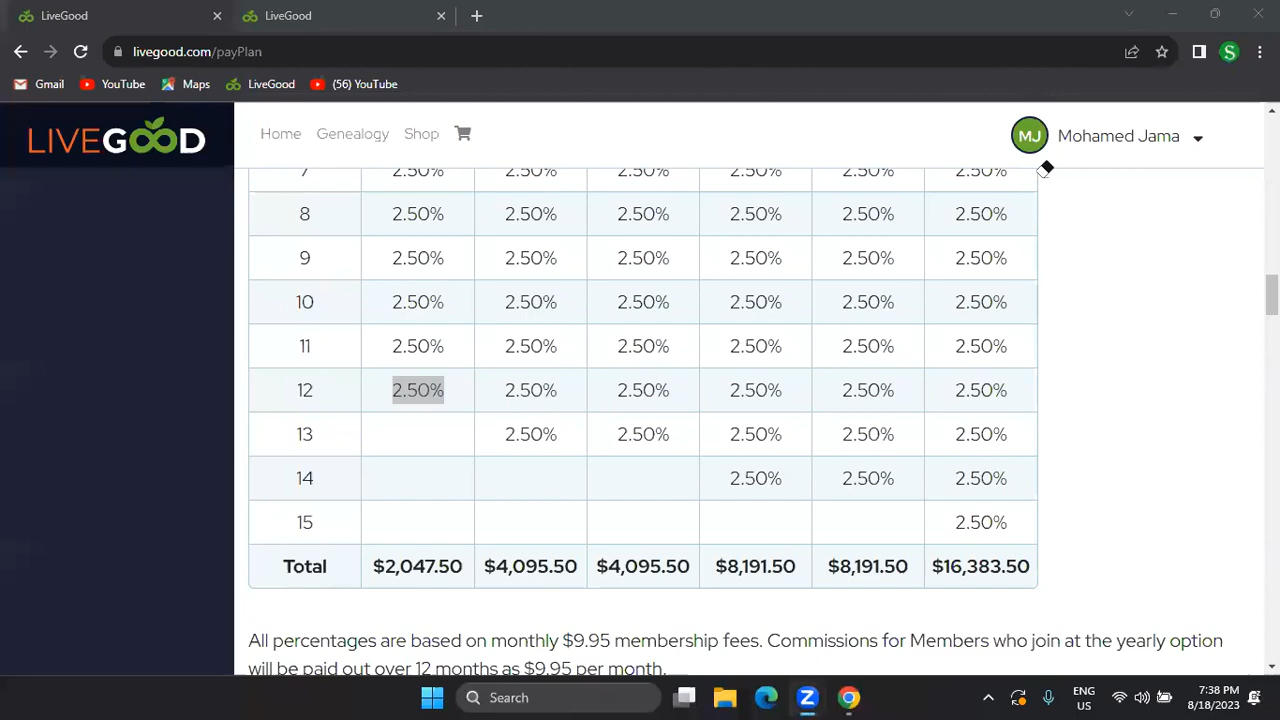 LiveGood
LiveGood
livegood.com/payPlan
S
Gmail YouTube Maps LiveGood (56) YouTube
LIVEGOOD
Home Genealogy Shop
MJ Mohamed Jama
7 2.50% 2.50% 2.50% 2.50% 2.50% 2.50%
8 2.50% 2.50% 2.50% 2.50% 2.50% 2.50%
9 2.50% 2.50% 2.50% 2.50% 2.50% 2.50%
10 2.50% 2.50% 2.50% 2.50% 2.50% 2.50%
11 2.50% 2.50% 2.50% 2.50% 2.50% 2.50%
12 2.50% 2.50% 2.50% 2.50% 2.50% 2.50%
13 2.50% 2.50% 2.50% 2.50% 2.50%
14 2.50% 2.50% 2.50%
15 2.50%
Total $2,047.50 $4,095.50 $4,095.50 $8,191.50 $8,191.50 $16,383.50
All percentages are based on monthly $9.95 membership fees. Commissions for Members who join at the yearly option
will be paid out over 12 months as $9.95 per month.
Search
ENG
US
7:38 PM
8/18/2023